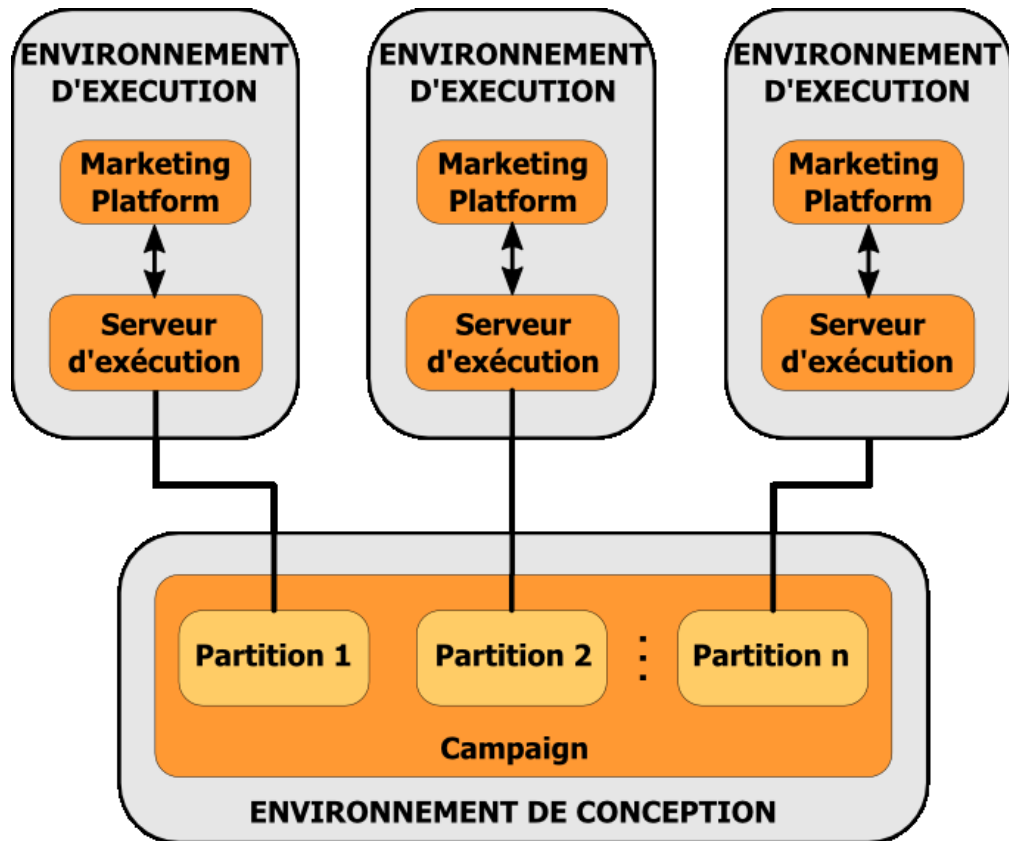 ENVIRONNEMENT
D'EXECUTION
Marketing
Platform
Serveur
d'exécution
ENVIRONNEMENT
D'EXECUTION
Marketing
Platform
Serveur
d'exécution
ENVIRONNEMENT
D'EXECUTION
Marketing
Platform
Serveur
d'exécution
Partition 1
Partition 2
Partition n
Campaign
ENVIRONNEMENT DE CONCEPTION